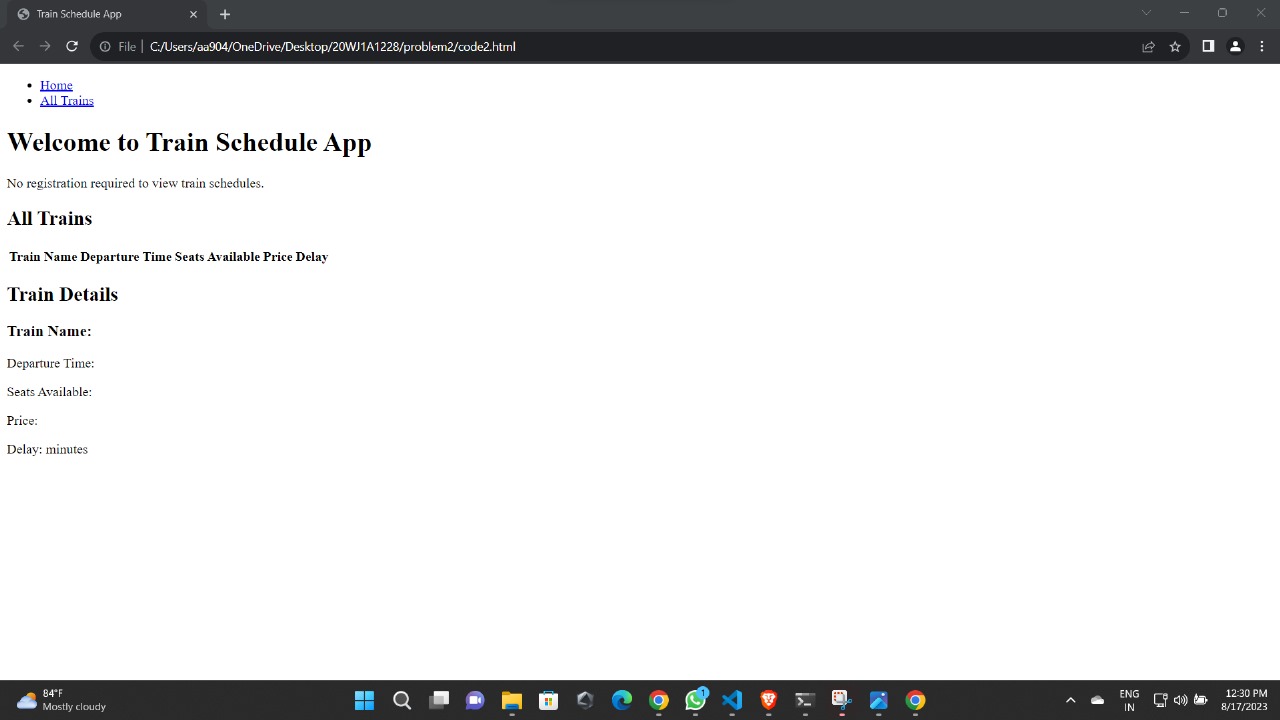 Train Schedule App
File
C:/Users/aa904/OneDrive/Desktop/20WJ1A1228/problem2/code2.html
Home
All Trains
Welcome to Train Schedule App
No registration required to view train schedules.
All Trains
Train Name Departure Time Seats Available Price Delay
Train Details
Train Name:
Departure Time:
Seats Available:
Price:
Delay: minutes
84°F
Mostly cloudy
1
ENG
IN
12:30 PM
8/17/2023